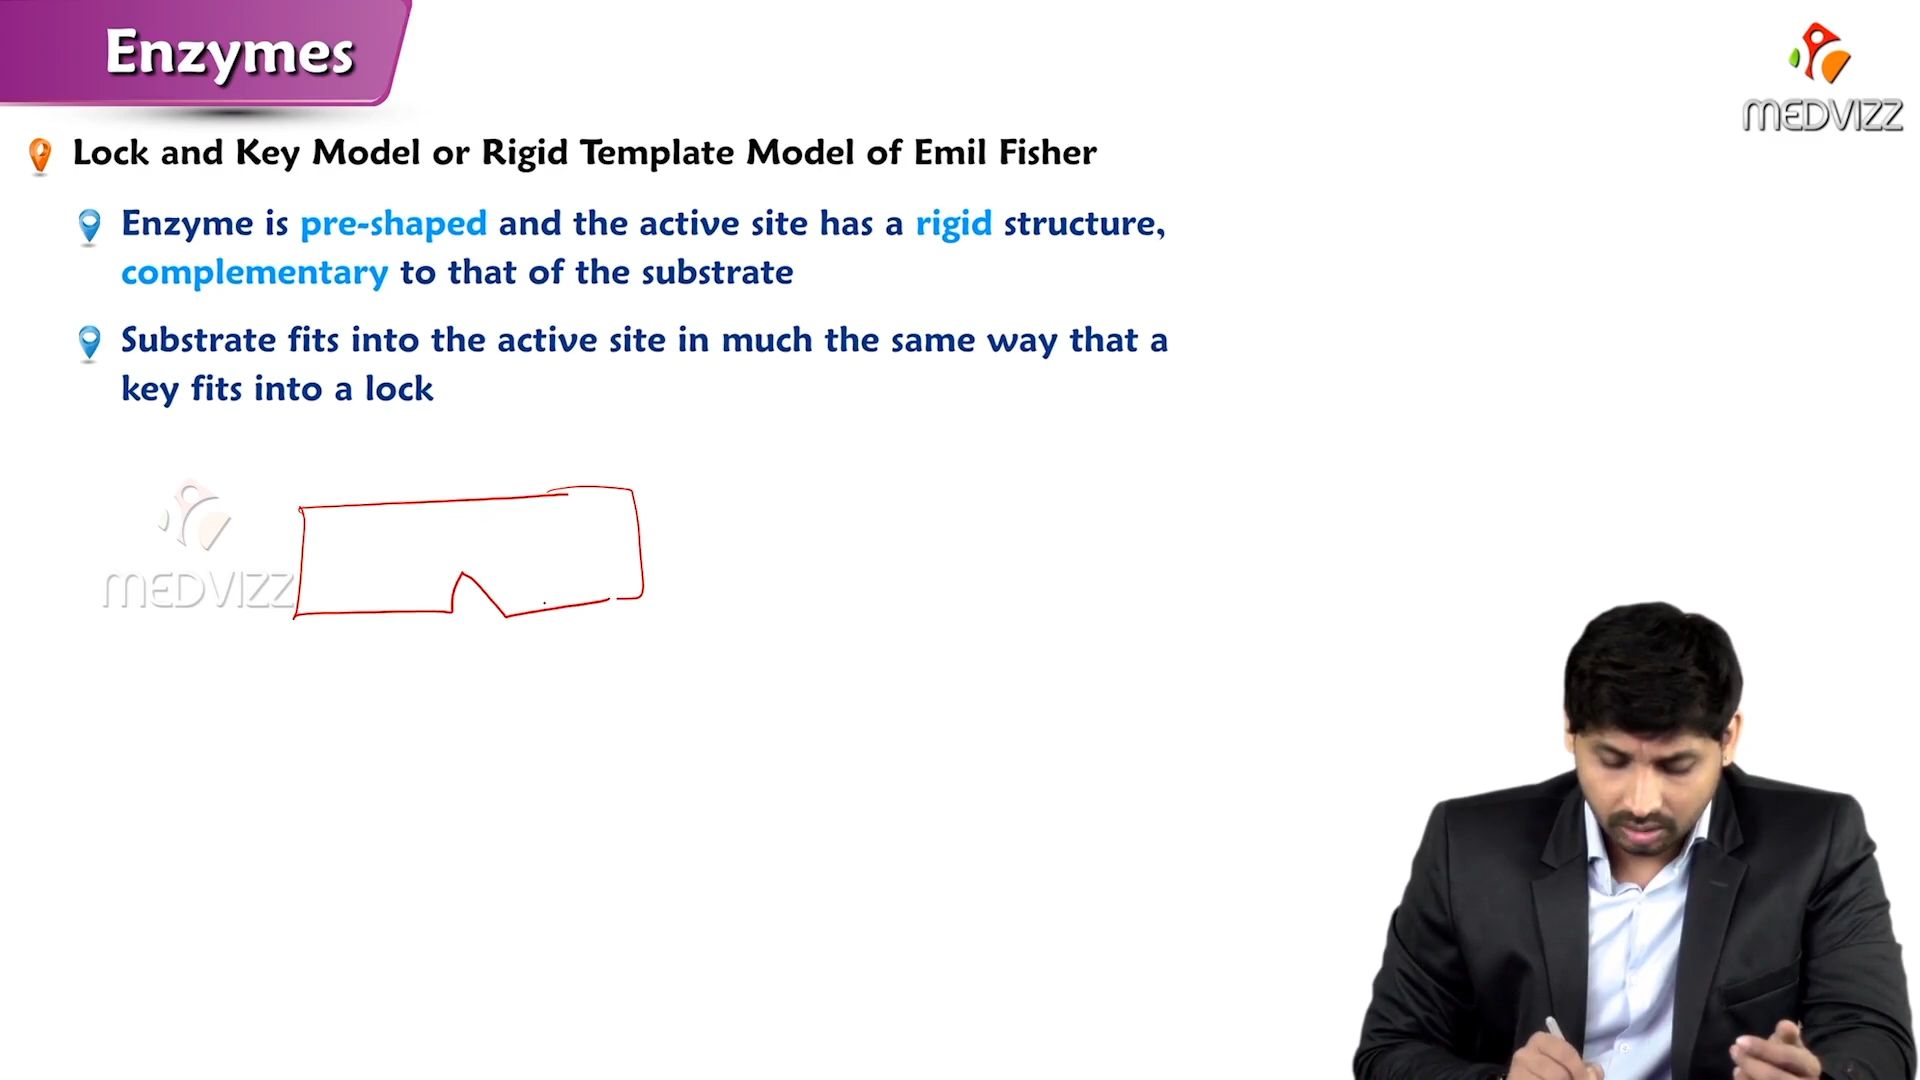 Enzymes
MEDVIZZ
Lock and Key Model or Rigid Template Model of Emil Fisher
Enzyme is pre-shaped and the active site has a rigid structure,
complementary to that of the substrate
Substrate fits into the active site in much the same way that a
key fits into a lock
MEDVIZZ